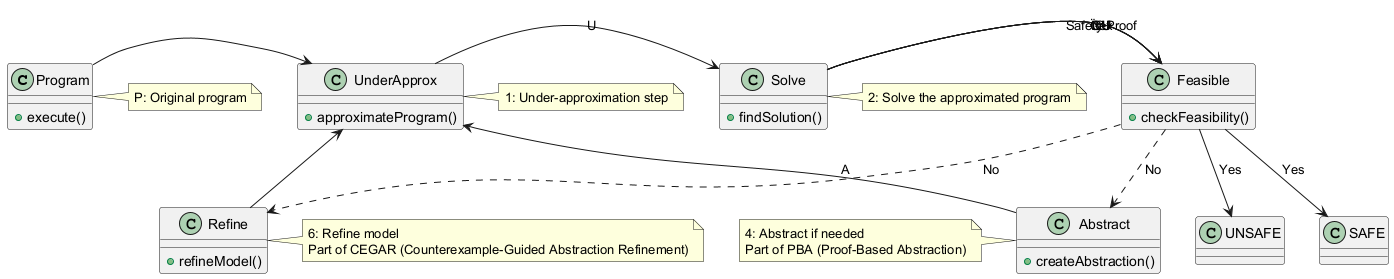 U
Safety Proof
C Program
execute()
P: Original program
C UnderApprox
approximateProgram()
1: Under-approximation step
C Solve
findSolution()
2: Solve the approximated program
C Feasible
checkFeasibility()
A
No
No
Yes
Yes
C Refine
refineModel()
6: Refine model
Part of CEGAR (Counterexample-Guided Abstraction Refinement)
4: Abstract if needed
Part of PBA (Proof-Based Abstraction)
C Abstract
createAbstraction()
C UNSAFE
C SAFE